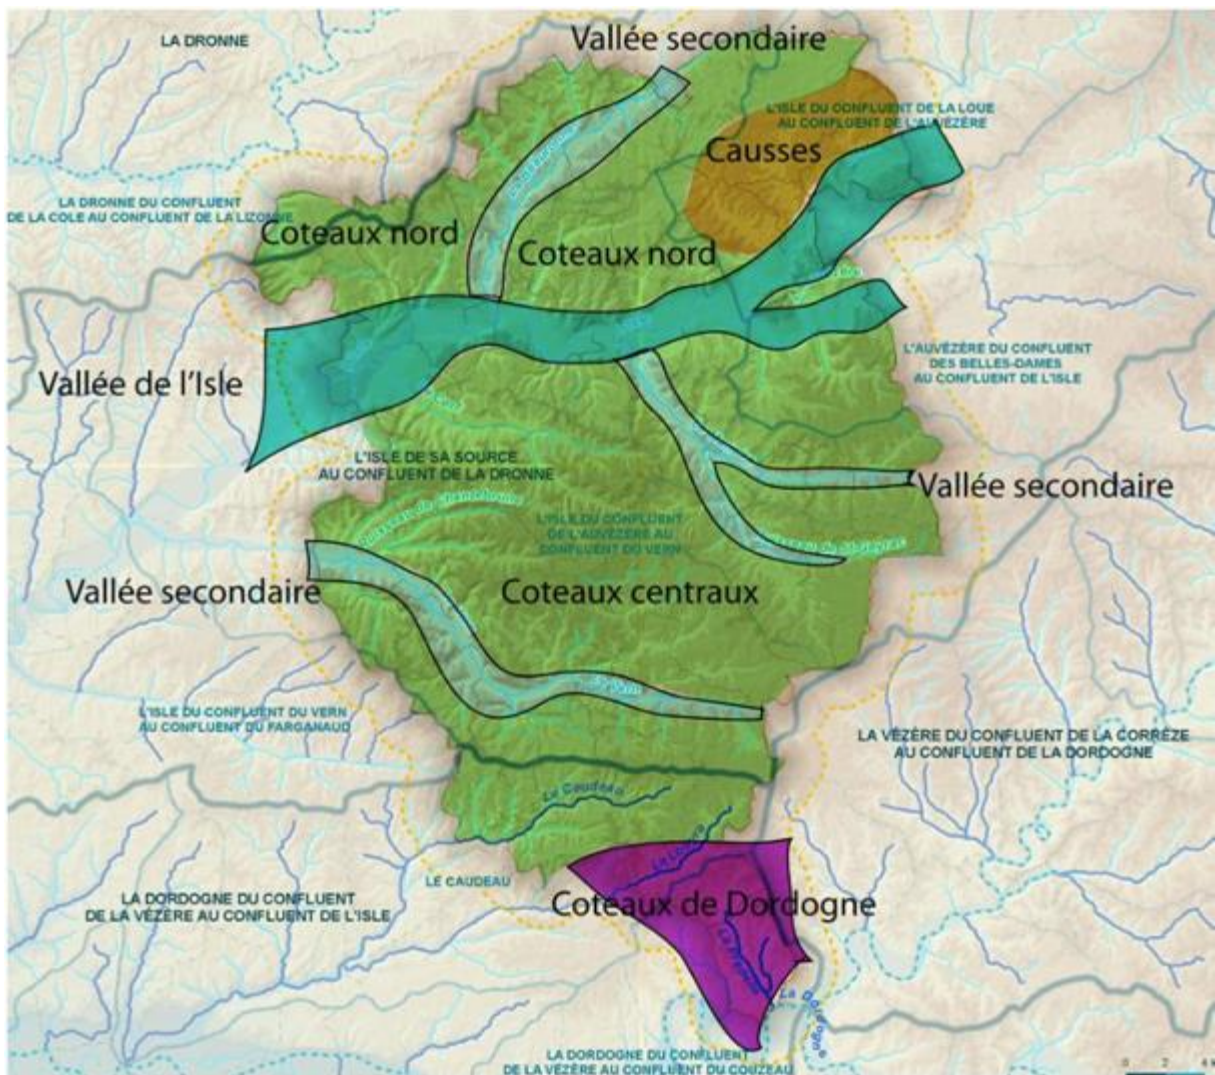 LA DRONNE
Vallée secondaire
L'ISLE DU CONFLUENT DE LA LOUE
AU CONFLUENT DE L'AUVÉZÈRE
Causses
LA DRONNE DU CONFLUENT
DE LA COLE AU CONFLUENT DE LA LIZONNE
Coteaux nord
Coteaux nord
Vallée de l'Isle
L'AUVÉZÈRE DU CONFLUENT
DES BELLES-DAMES
AU CONFLUENT DE L'ISLE
L'ISLE DE SA SOURCE
AU CONFLUENT DE LA DRONNE
Vallée secondaire
L'ISLE DU CONFLUENT
DE L'AUVÉZÈRE AU
CONFLUENT DU VERN
Vallée secondaire
Coteaux centraux
L'ISLE DU CONFLUENT DU VERN
AU CONFLUENT DU FARGANAUD
LA VÉZÈRE DU CONFLUENT DE LA CORRÈZE
AU CONFLUENT DE LA DORDOGNE
Le Caudeau
LE CAUDEAU
LA DORDOGNE DU CONFLUENT
DE LA VÉZÈRE AU CONFLUENT DE L'ISLE
Coteaux de Dordogne
La Dordogne
LA DORDOGNE DU CONFLUENT
DE LA VÉZÈRE AU CONFLUENT DU COUZEAU
0 2 4